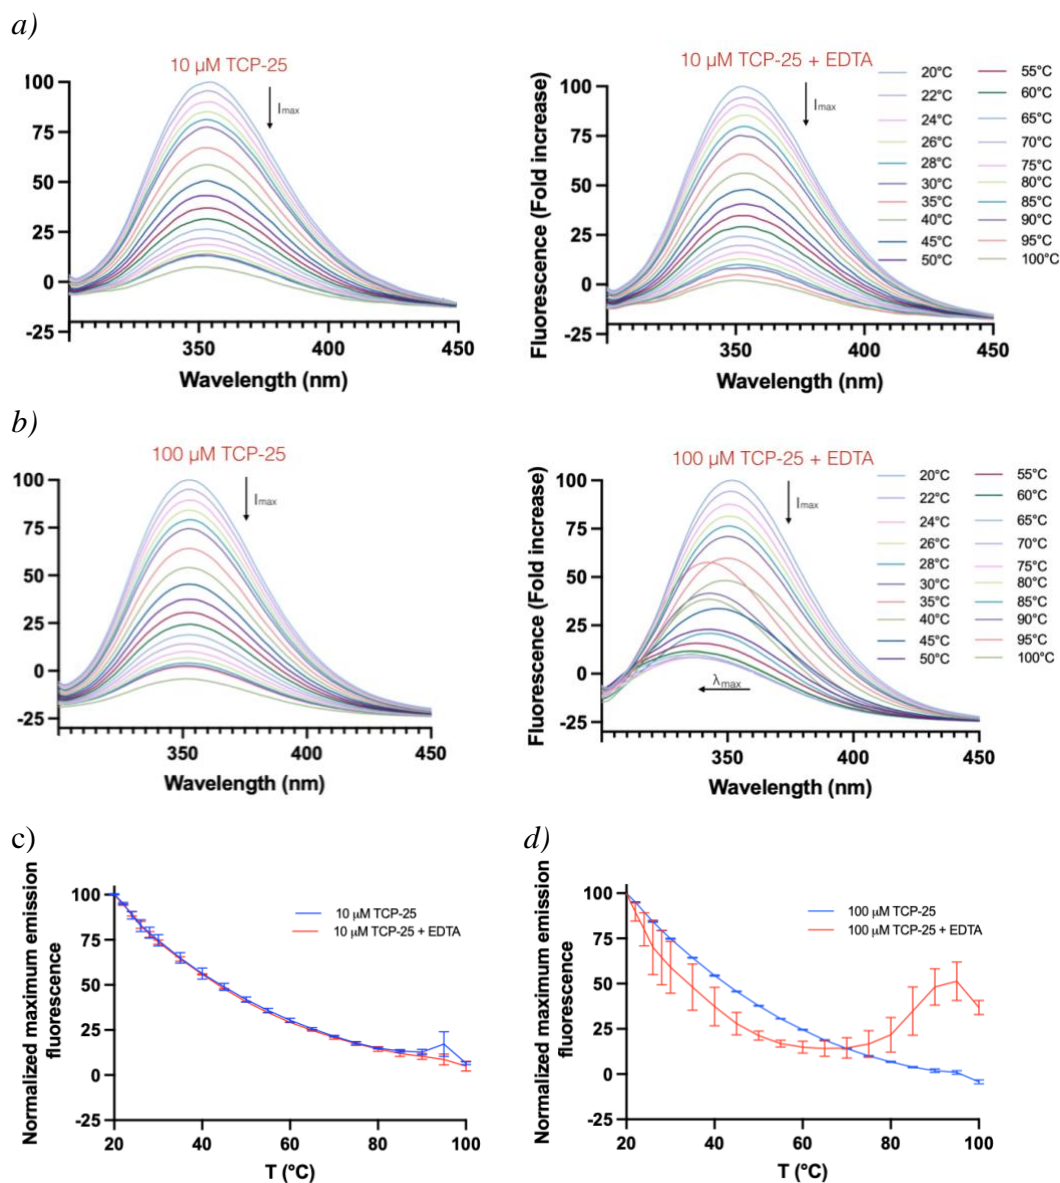 a)
10 µM TCP-25
10 µM TCP-25 + EDTA
100
75
50
25
0
-25
350
400
450
Wavelength (nm)
Imax
Fluorescence (Fold increase)
100
75
50
25
0
-25
350
400
450
Wavelength (nm)
Imax
20°C
22°C
24°C
26°C
28°C
30°C
35°C
40°C
45°C
50°C
55°C
60°C
65°C
70°C
75°C
80°C
85°C
90°C
95°C
100°C
b)
100 µM TCP-25
100 µM TCP-25 + EDTA
100
75
50
25
0
-25
350
400
450
Wavelength (nm)
Imax
Fluorescence (Fold increase)
100
75
50
25
0
-25
350
400
450
Wavelength (nm)
Imax
λmax
20°C
22°C
24°C
26°C
28°C
30°C
35°C
40°C
45°C
50°C
55°C
60°C
65°C
70°C
75°C
80°C
85°C
90°C
95°C
100°C
c)
Normalized maximum emission
fluorescence
100
75
50
25
0
-25
20
40
60
80
100
T (°C)
10 µM TCP-25
10 µM TCP-25 + EDTA
d)
Normalized maximum emission
fluorescence
100
75
50
25
0
-25
20
40
60
80
100
T (°C)
100 µM TCP-25
100 µM TCP-25 + EDTA